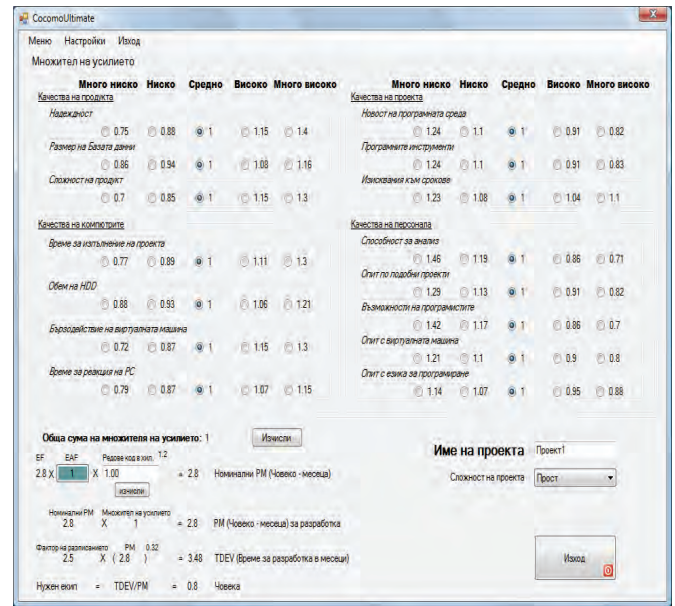 CocomoUltimate
Меню Настройки Изход
Множител на усилието
Много ниско Ниско Средно Високо Много високо
Качества на продукта
Надеждност
0.75 0.88 1 1.15 1.4
Размер на Базата данни
0.86 0.94 1 1.08 1.16
Сложност на продукт
0.7 0.85 1 1.15 1.3
Качества на компютрите
Време за изпълнение на проекта
0.77 0.89 1 1.11 1.3
Обем на HDD
0.88 0.93 1 1.06 1.21
Бързодействие на виртуалната машина
0.72 0.87 1 1.15 1.3
Време за реакция на PC
0.79 0.87 1 1.07 1.15
Много ниско Ниско Средно Високо Много високо
Качества на проекта
Новост на програмната среда
1.24 1.1 1 0.91 0.82
Програмните инструменти
1.24 1.1 1 0.91 0.83
Изисквания към срокове
1.23 1.08 1 1.04 1.1
Качества на персонала
Способност за анализ
1.46 1.19 1 0.86 0.71
Опит по подобни проекти
1.29 1.13 1 0.91 0.82
Възможности на програмистите
1.42 1.17 1 0.86 0.7
Опит с виртуалната машина
1.21 1.1 1 0.9 0.8
Опит с езика за програмиране
1.14 1.07 1 0.95 0.88
Обща сума на множителя на усилието: 1 Изчисли
EF EAF Редове код в хил. 1.2
2.8 X 1 X 1.00 = 2.8 Номинални PM (Човеко - месеца)
изчисли
Номинални PM Множител на усилието
2.8 X 1 = 2.8 PM (Човеко - месеца) за разработка
Фактор на разписанието PM 0.32
2.5 X ( 2.8 ) = 3.48 TDEV (Време за разработка в месеци)
Нужен екип = TDEV/PM = 0.8 Човека
Име на проекта Проект1
Сложност на проекта Прост
Изход